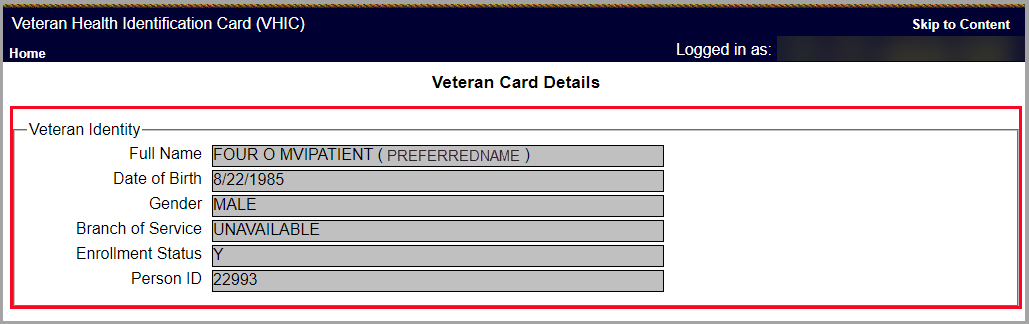 Veteran Health Identification Card (VHIC)
Skip to Content
Home
Logged in as:
Veteran Card Details
Veteran Identity
Full Name FOUR O MVIPATIENT ( PREFERREDNAME )
Date of Birth 8/22/1985
Gender MALE
Branch of Service UNAVAILABLE
Enrollment Status Y
Person ID 22993